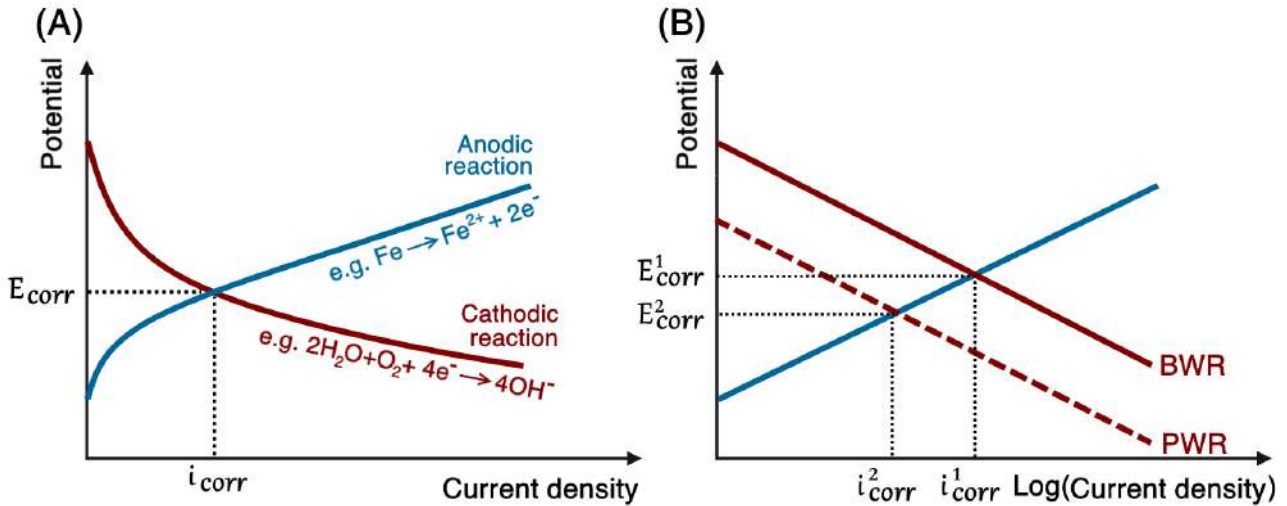 (A)
Potential
Anodic
reaction
e.g. Fe → Fe²⁺ + 2e⁻
E_corr
Cathodic
reaction
e.g. 2H₂O+O₂+ 4e⁻ → 4OH⁻
i_corr
Current density
(B)
Potential
E¹_corr
E²_corr
BWR
PWR
i²_corr
i¹_corr
Log(Current density)